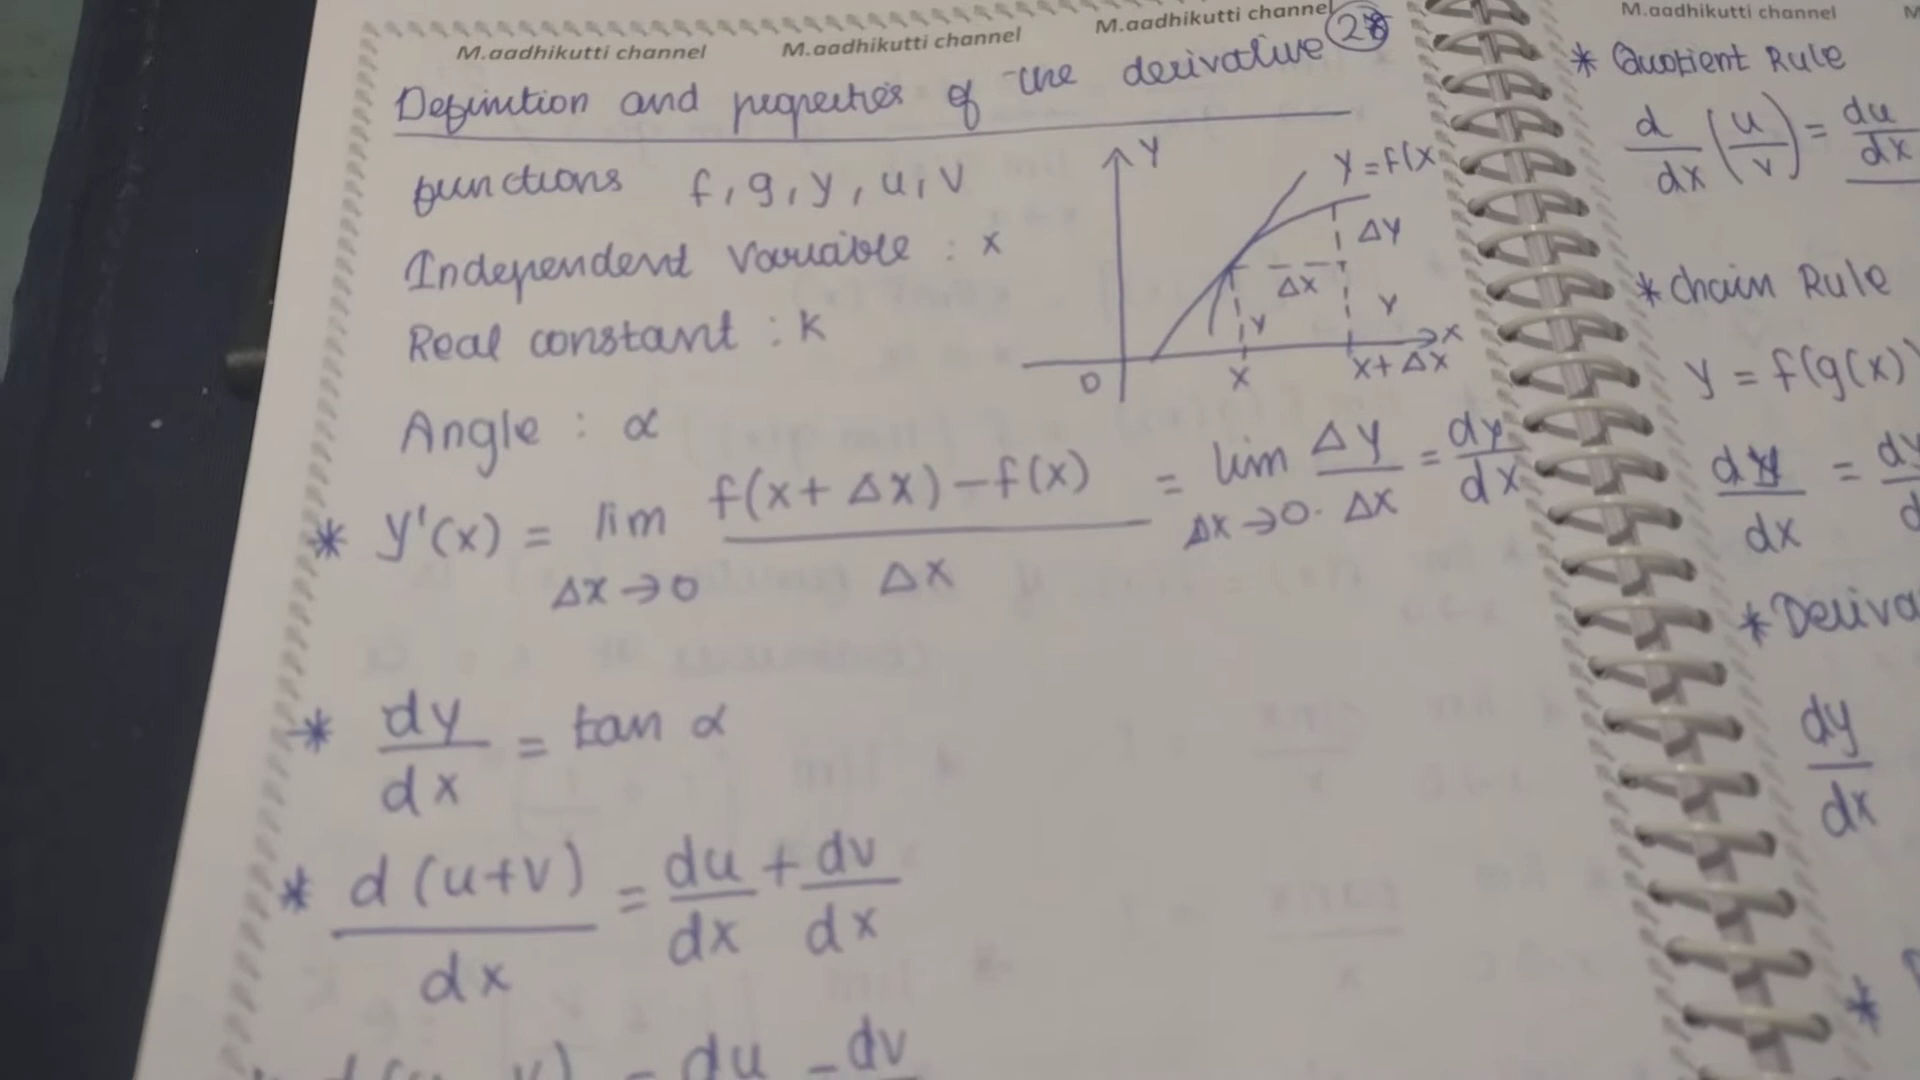 M.aadhikutti channel M.aadhikutti channel M.aadhikutti channel
Definition and properties of the derivative
functions f, g, y, u, v
Independent Variable : x
Real constant : k
Angle : α
Y
Y = f(x
ΔY
Δx
Y
Y
X
0
x
x + Δx
* y'(x) = lim Δx→0 f(x + Δx) - f(x) / Δx = lim Δx→0 ΔY / Δx = dy / dx
* dy / dx = tan α
* d (u+v) / dx = du / dx + dv / dx
du - dv
M.aadhikutti channel
* Quotient Rule
d / dx (u / v) = du / dx
* Chain Rule
y = f(g(x)
dy / dx =
* Deriva
dy / dx
*